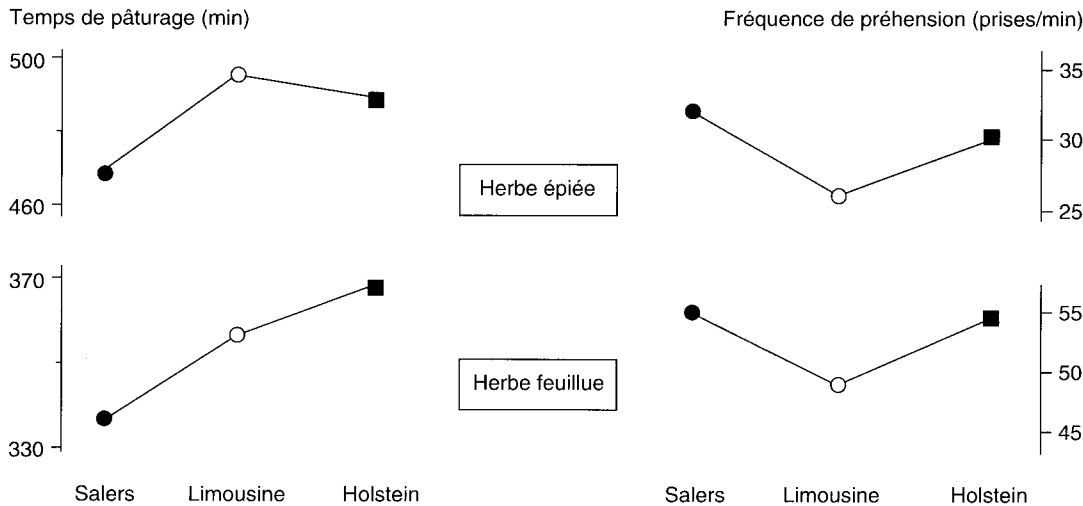 Temps de pâturage (min)
Fréquence de préhension (prises/min)
500
460
Herbe épiée
35
30
25
370
330
Herbe feuillue
55
50
45
Salers Limousine Holstein
Salers Limousine Holstein